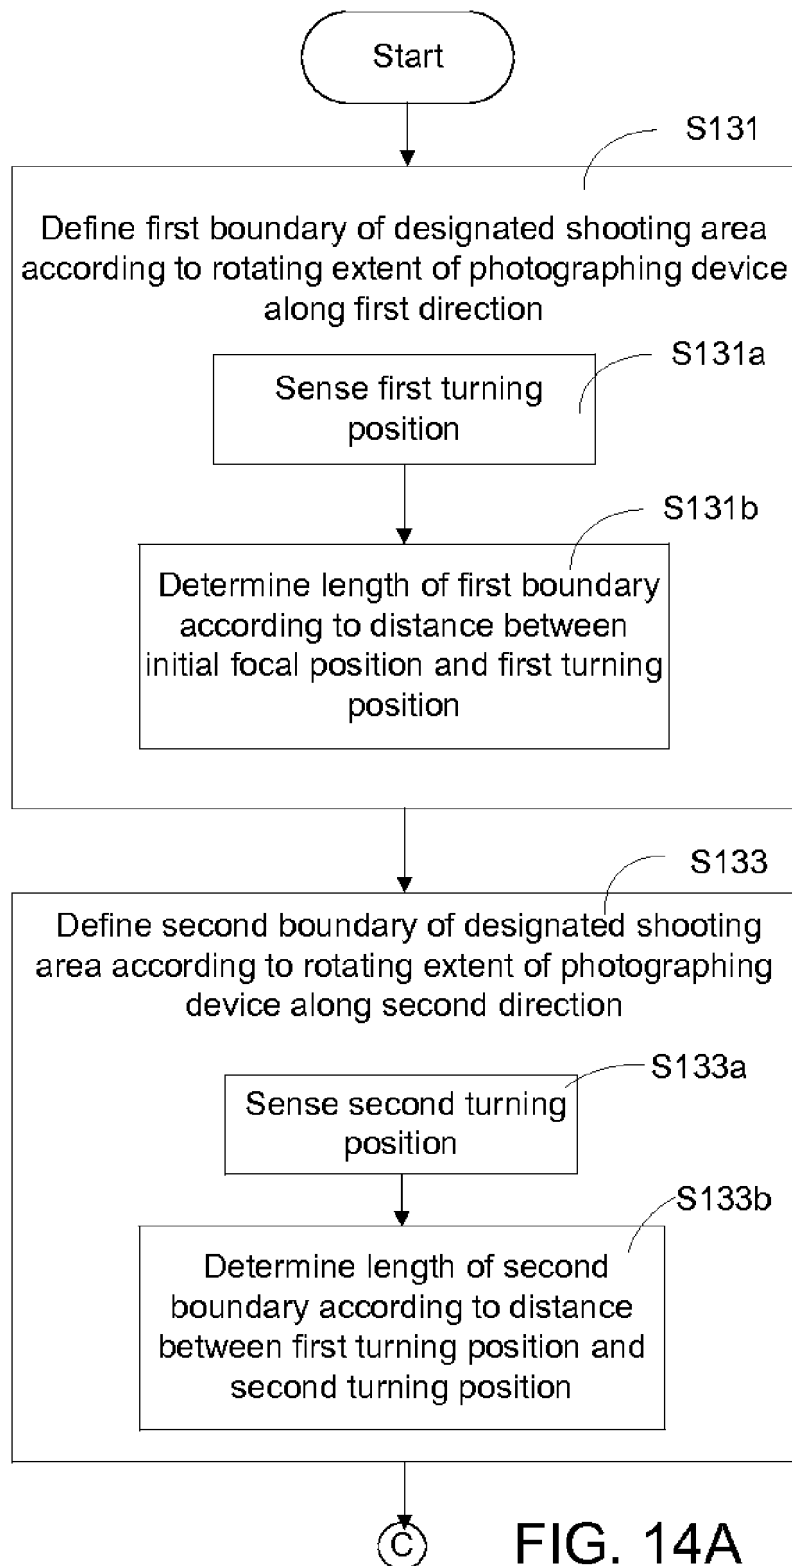 Start
S131
Define first boundary of designated shooting area
according to rotating extent of photographing device
along first direction
S131a
Sense first turning
position
S131b
Determine length of first boundary
according to distance between
initial focal position and first turning
position
S133
Define second boundary of designated shooting
area according to rotating extent of photographing
device along second direction
S133a
Sense second turning
position
S133b
Determine length of second
boundary according to distance
between first turning position and
second turning position
C
FIG. 14A